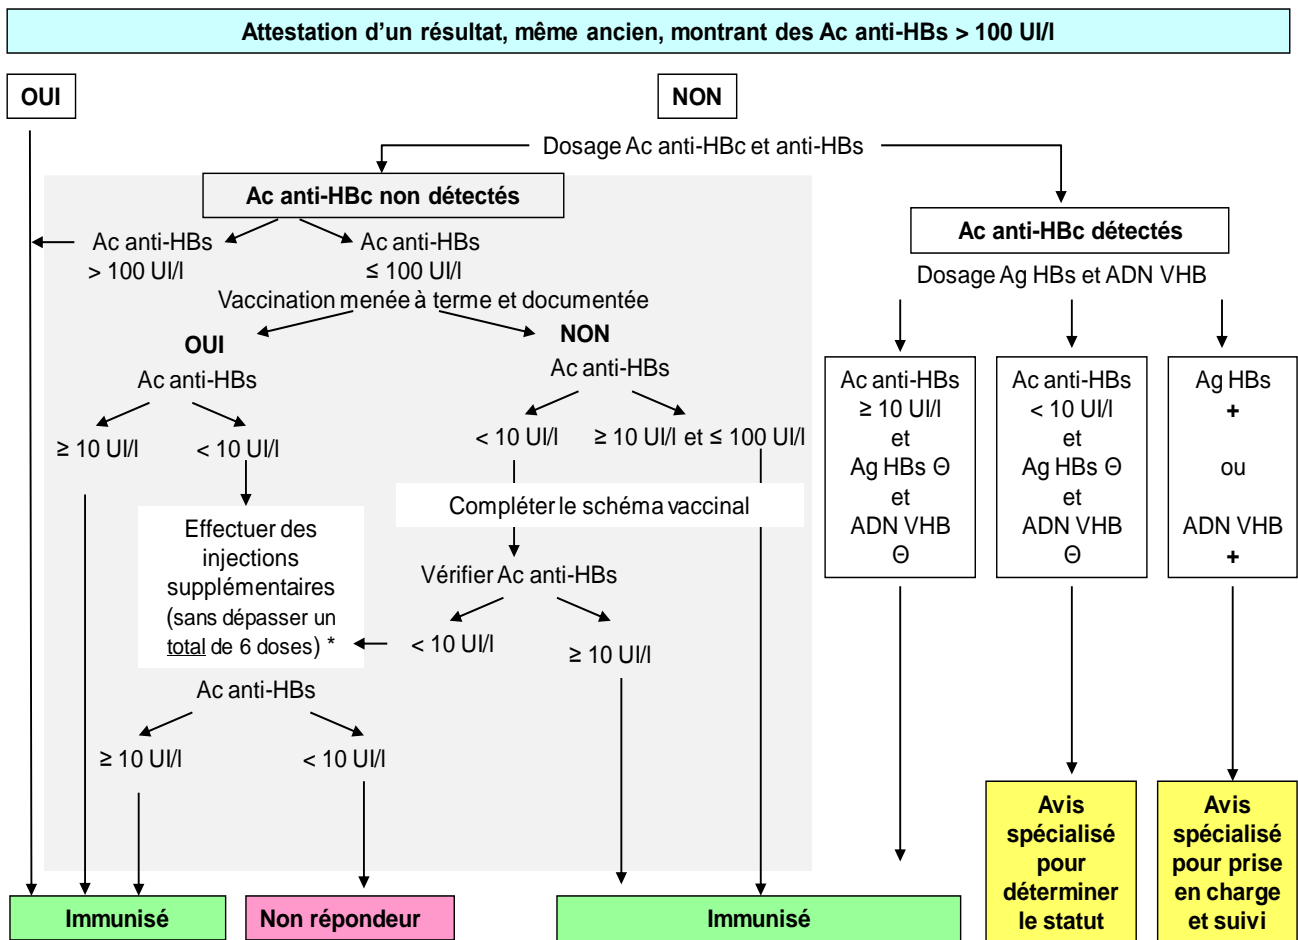 Attestation d’un résultat, même ancien, montrant des Ac anti-HBs > 100 UI/l
OUI
NON
Dosage Ac anti-HBc et anti-HBs
Ac anti-HBc non détectés
Ac anti-HBs
> 100 UI/l
Ac anti-HBs
≤ 100 UI/l
Vaccination menée à terme et documentée
OUI
Ac anti-HBs
≥ 10 UI/l
< 10 UI/l
NON
Ac anti-HBs
< 10 UI/l
≥ 10 UI/l et ≤ 100 UI/l
Effectuer des
injections
supplémentaires
(sans dépasser un
total de 6 doses) *
Compléter le schéma vaccinal
Vérifier Ac anti-HBs
< 10 UI/l
≥ 10 UI/l
Ac anti-HBs
≥ 10 UI/l
< 10 UI/l
Ac anti-HBc détectés
Dosage Ag HBs et ADN VHB
Ac anti-HBs
≥ 10 UI/l
et
Ag HBs Θ
et
ADN VHB
Θ
Ac anti-HBs
< 10 UI/l
et
Ag HBs Θ
et
ADN VHB
Θ
Ag HBs
+
ou
ADN VHB
+
Immunisé
Non répondeur
Immunisé
Avis
spécialisé
pour
déterminer
le statut
Avis
spécialisé
pour prise
en charge
et suivi